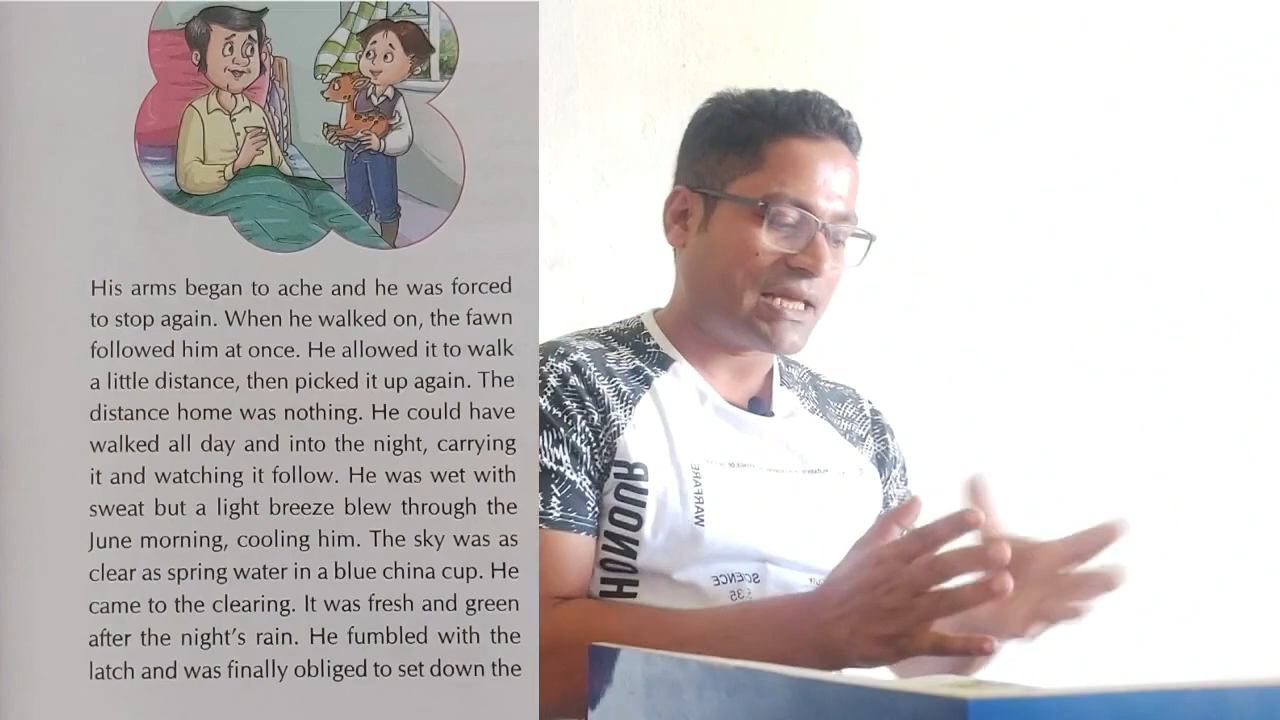 His arms began to ache and he was forced
to stop again. When he walked on, the fawn
followed him at once. He allowed it to walk
a little distance, then picked it up again. The
distance home was nothing. He could have
walked all day and into the night, carrying
it and watching it follow. He was wet with
sweat but a light breeze blew through the
June morning, cooling him. The sky was as
clear as spring water in a blue china cup. He
came to the clearing. It was fresh and green
after the night's rain. He fumbled with the
latch and was finally obliged to set down the
HONOUR
WARFARE
SCIENCE